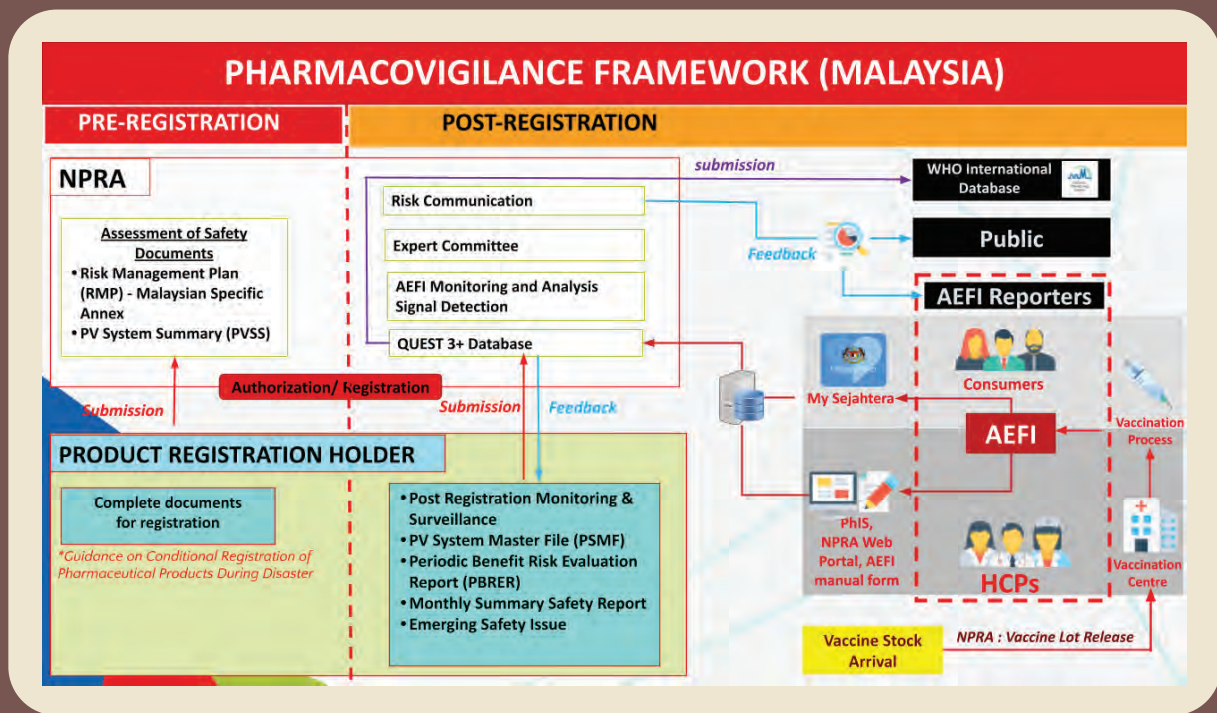 PHARMACOVIGILANCE FRAMEWORK (MALAYSIA)
PRE-REGISTRATION
POST-REGISTRATION
NPRA
Assessment of Safety
Documents
• Risk Management Plan
(RMP) - Malaysian Specific
Annex
• PV System Summary (PVSS)
Risk Communication
Expert Committee
AEFI Monitoring and Analysis
Signal Detection
QUEST 3+ Database
submission
WHO International
Database
Public
Feedback
AEFI Reporters
Consumers
My Sejahtera
AEFI
Vaccination
Process
Authorization/ Registration
Submission
Submission
Feedback
PRODUCT REGISTRATION HOLDER
Complete documents
for registration
*Guidance on Conditional Registration of
Pharmaceutical Products During Disaster
• Post Registration Monitoring &
Surveillance
• PV System Master File (PSMF)
• Periodic Benefit Risk Evaluation
Report (PBRER)
• Monthly Summary Safety Report
• Emerging Safety Issue
PhIS,
NPRA Web
Portal, AEFI
manual form
HCPs
Vaccination
Centre
Vaccine Stock
Arrival
NPRA : Vaccine Lot Release